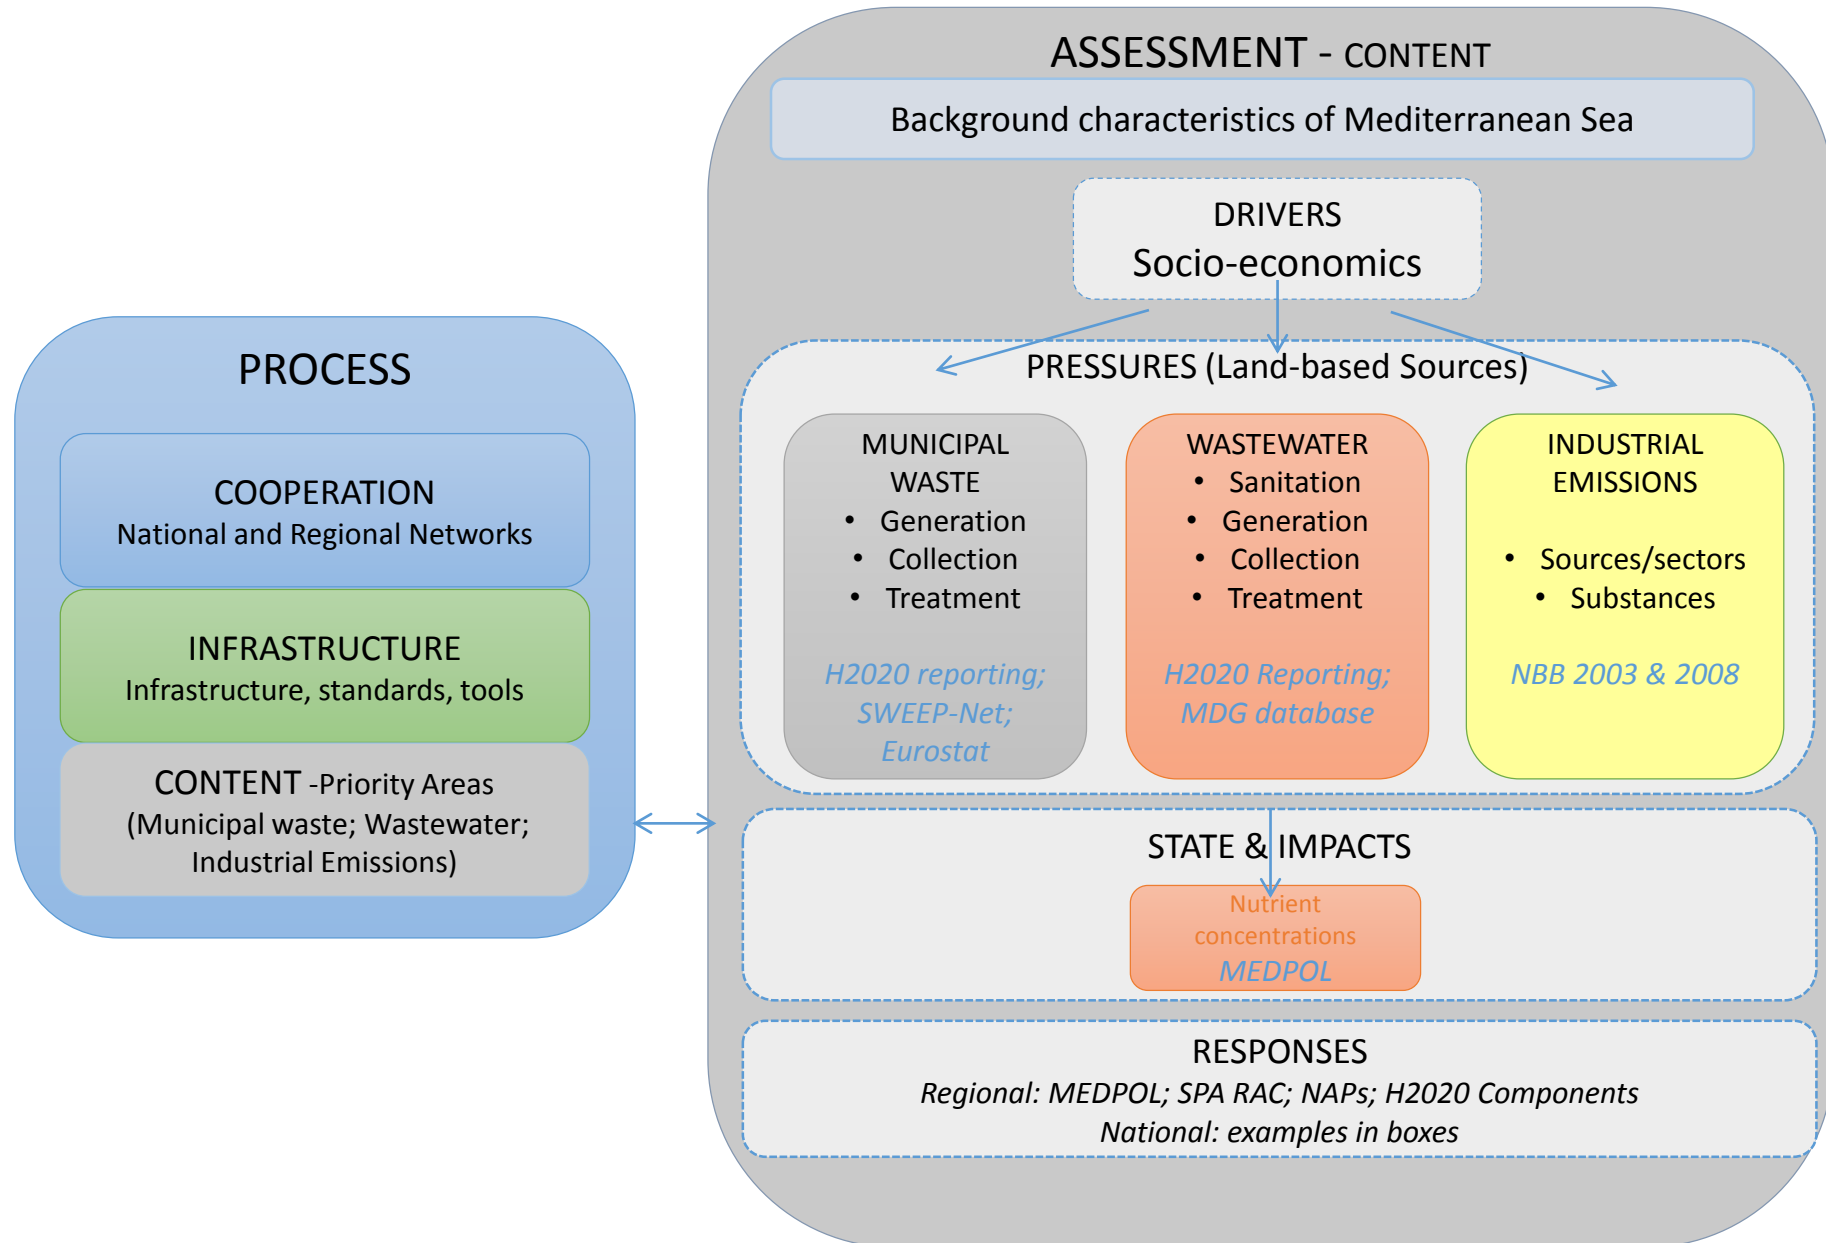 ASSESSMENT - CONTENT
Background characteristics of Mediterranean Sea
DRIVERS
Socio-economics
PROCESS
COOPERATION
National and Regional Networks
INFRASTRUCTURE
Infrastructure, standards, tools
CONTENT -Priority Areas
(Municipal waste; Wastewater;
Industrial Emissions)
PRESSURES (Land-based Sources)
MUNICIPAL
WASTE
• Generation
• Collection
• Treatment
H2020 reporting;
SWEEP-Net;
Eurostat
WASTEWATER
• Sanitation
• Generation
• Collection
• Treatment
H2020 Reporting;
MDG database
INDUSTRIAL
EMISSIONS
• Sources/sectors
• Substances
NBB 2003 & 2008
STATE & IMPACTS
Nutrient
concentrations
MEDPOL
RESPONSES
Regional: MEDPOL; SPA RAC; NAPs; H2020 Components
National: examples in boxes